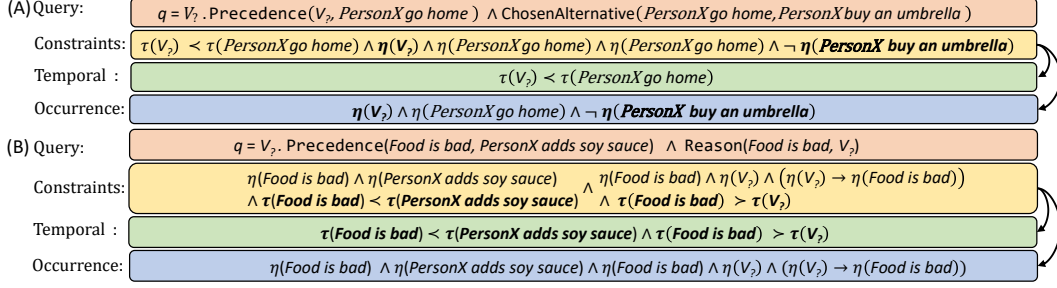 (A) Query: q = V?. Precedence(V?, PersonX go home ) ∧ ChosenAlternative(PersonX go home, PersonX buy an umbrella )
Constraints: τ(V?) ≺ τ(PersonX go home) ∧ η(V?) ∧ η(PersonX go home) ∧ η(PersonX go home) ∧ ¬ η(PersonX buy an umbrella)
Temporal : τ(V?) ≺ τ(PersonX go home)
Occurrence: η(V?) ∧ η(PersonX go home) ∧ ¬ η(PersonX buy an umbrella)
(B) Query: q = V?. Precedence(Food is bad, PersonX adds soy sauce) ∧ Reason(Food is bad, V?)
Constraints: η(Food is bad) ∧ η(PersonX adds soy sauce) ∧ η(Food is bad) ∧ η(V?) ∧ (η(V?) → η(Food is bad))
∧ τ(Food is bad) ≺ τ(PersonX adds soy sauce) ∧ τ(Food is bad) ≻ τ(V?)
Temporal : τ(Food is bad) ≺ τ(PersonX adds soy sauce) ∧ τ(Food is bad) ≻ τ(V?)
Occurrence: η(Food is bad) ∧ η(PersonX adds soy sauce) ∧ η(Food is bad) ∧ η(V?) ∧ (η(V?) → η(Food is bad))